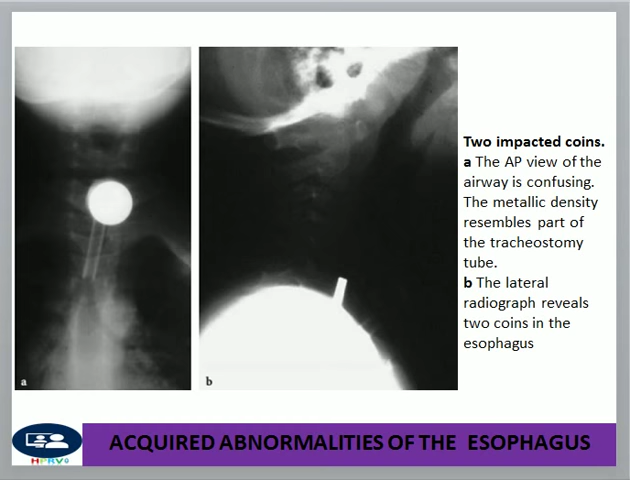 Two impacted coins.
a The AP view of the
airway is confusing.
The metallic density
resembles part of
the tracheostomy
tube.
b The lateral
radiograph reveals
two coins in the
esophagus
a
b
ACQUIRED ABNORMALITIES OF THE ESOPHAGUS